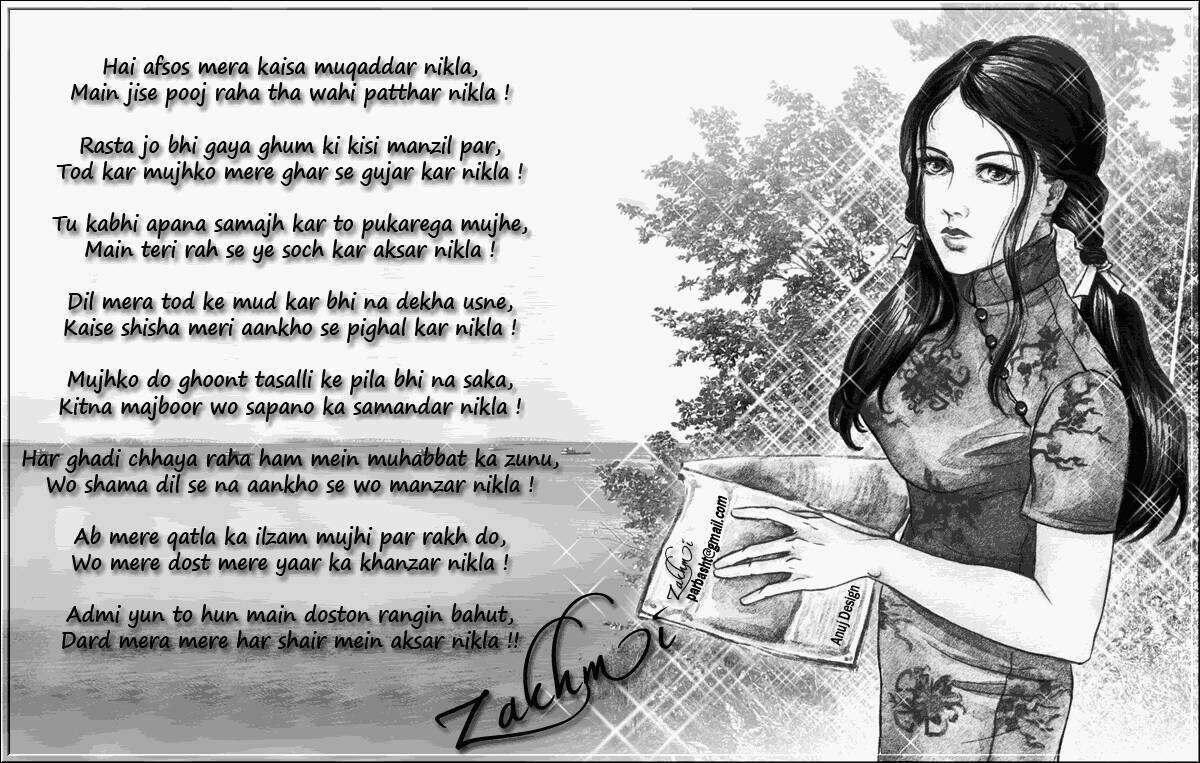 Hai afsos mera kaisa muqaddar nikla,
Main jise pooj raha tha wahi patthar nikla !
Rasta jo bhi gaya ghum ki kisi manzil par,
Tod kar mujhko mere ghar se gujar kar nikla !
Tu kabhi apana samajh kar to pukarega mujhe,
Main teri rah se ye soch kar aksar nikla !
Dil mera tod ke mud kar bhi na dekha usne,
Kaise shisha meri aankho se pighal kar nikla !
Mujhko do ghoont tasalli ke pila bhi na saka,
Kitna majboor wo sapano ka samandar nikla !
Har ghadi chhaya raha ham mein muhabbat ka zunu,
Wo shama dil se na aankho se wo manzar nikla !
Ab mere qatla ka ilzam mujhi par rakh do,
Wo mere dost mere yaar ka khanzar nikla !
Admi yun to hun main doston rangin bahut,
Dard mera mere har shair mein aksar nikla !!
Zakhmi
Zakhmi
patbasht@gmail.com
Anuj Design